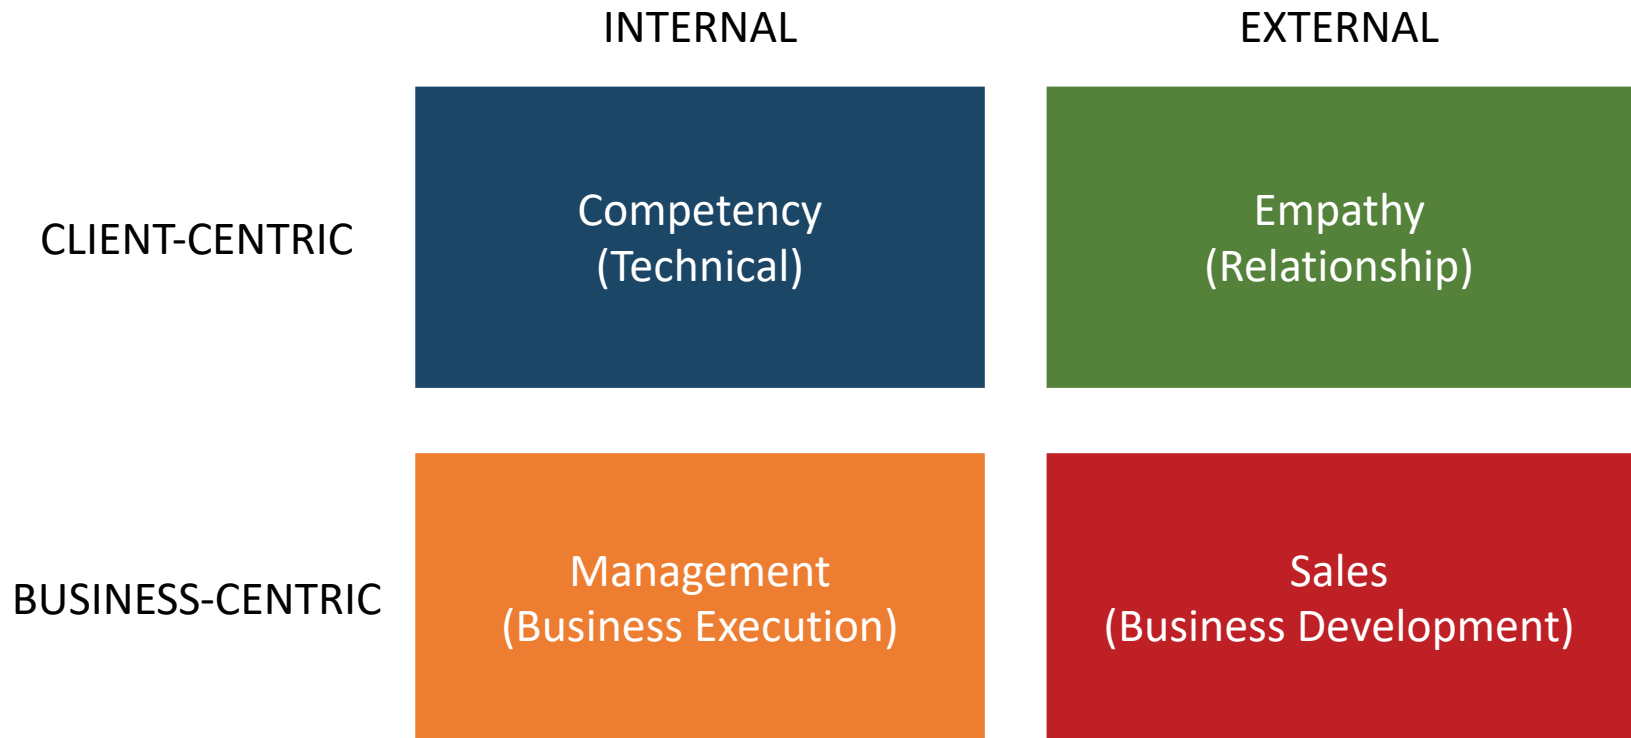 INTERNAL
EXTERNAL
CLIENT-CENTRIC
Competency
(Technical)
Empathy
(Relationship)
BUSINESS-CENTRIC
Management
(Business Execution)
Sales
(Business Development)